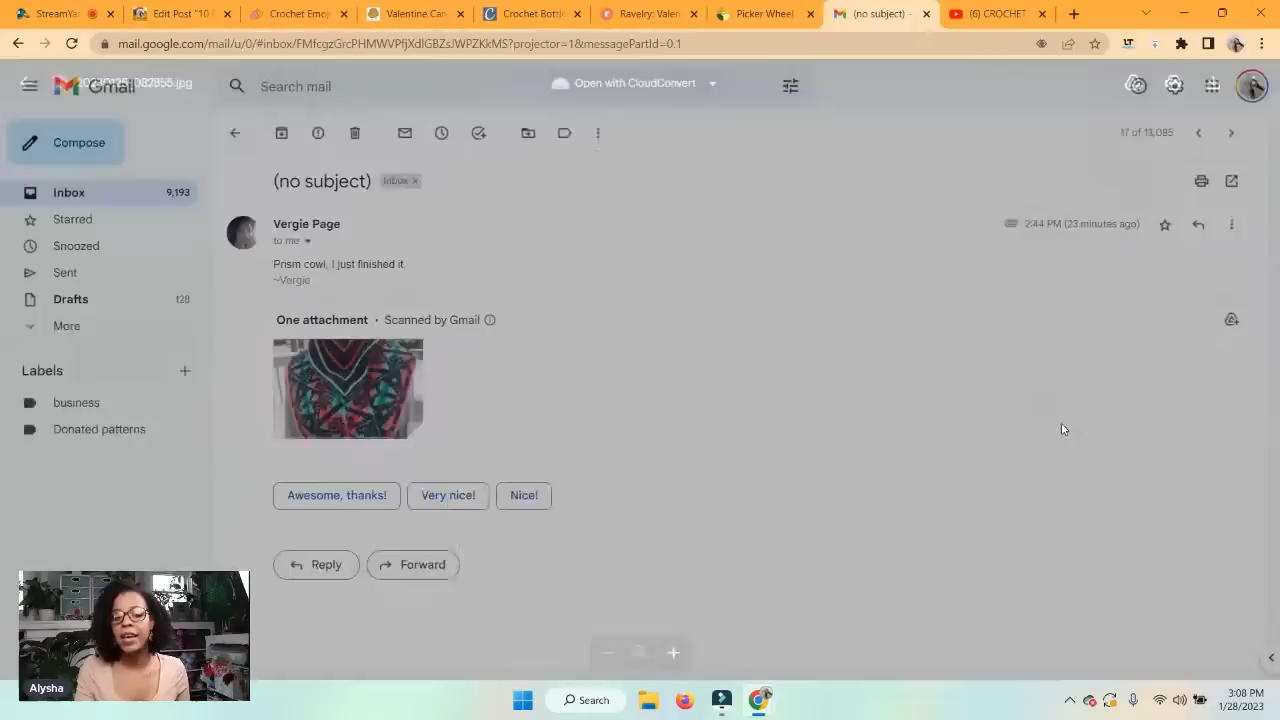 StreamYa
Edit Post "10 F
Crochet Emoj
Valentine Can
Crochet Bottl
Ravelry: Valen
Picker Wheel
(no subject) -
(6) CROCHET
mail.google.com/mail/u/0/#inbox/FMfcgzGrcPHMWVPfjXdlGBZsJWPZKkMS?projector=1&messagePartId=0.1
Gmail
Search mail
Open with CloudConvert
Compose
17 of 13,085
Inbox 9,193
(no subject) Inbox ×
Starred
Vergie Page
2:44 PM (23 minutes ago)
to me
Snoozed
Prism cowl, I just finished it.
Sent
~Vergie
Drafts 128
One attachment • Scanned by Gmail
More
Labels
business
Donated patterns
Awesome, thanks!
Very nice!
Nice!
Reply
Forward
Alysha
Search
3:08 PM
1/28/2023